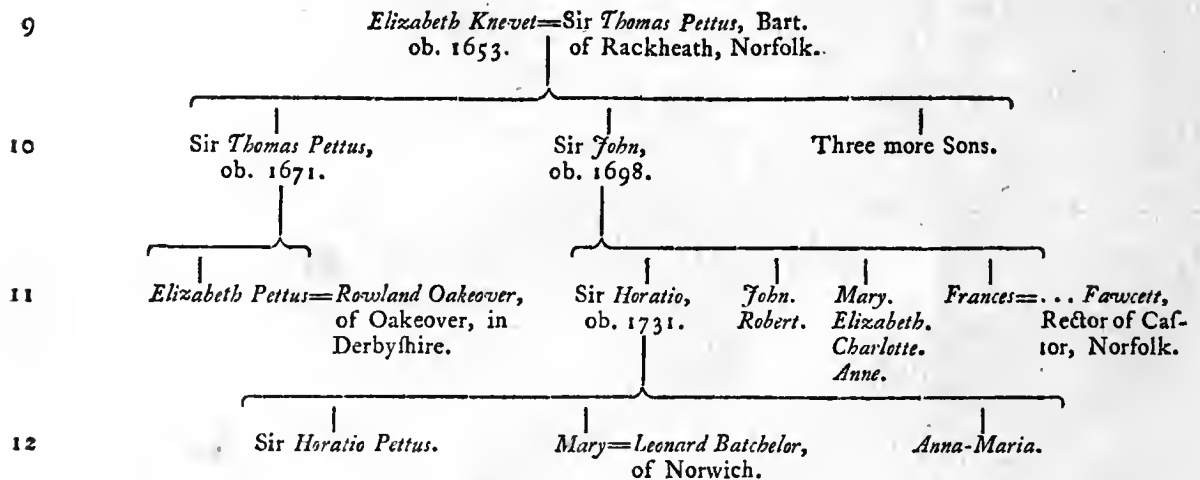 9 Elizabeth Knevet=Sir Thomas Pettus, Bart.
ob. 1653. of Rackheath, Norfolk.
10 Sir Thomas Pettus, Sir John, Three more Sons.
ob. 1671. ob. 1698.
11 Elizabeth Pettus=Rowland Oakeover, Sir Horatio, John. Mary. Frances=... Fawcett,
of Oakeover, in ob. 1731. Robert. Elizabeth. Rector of Caſ-
Derbyſhire. Charlotte. tor, Norfolk.
Anne.
12 Sir Horatio Pettus. Mary=Leonard Batchelor, Anna-Maria.
of Norwich.